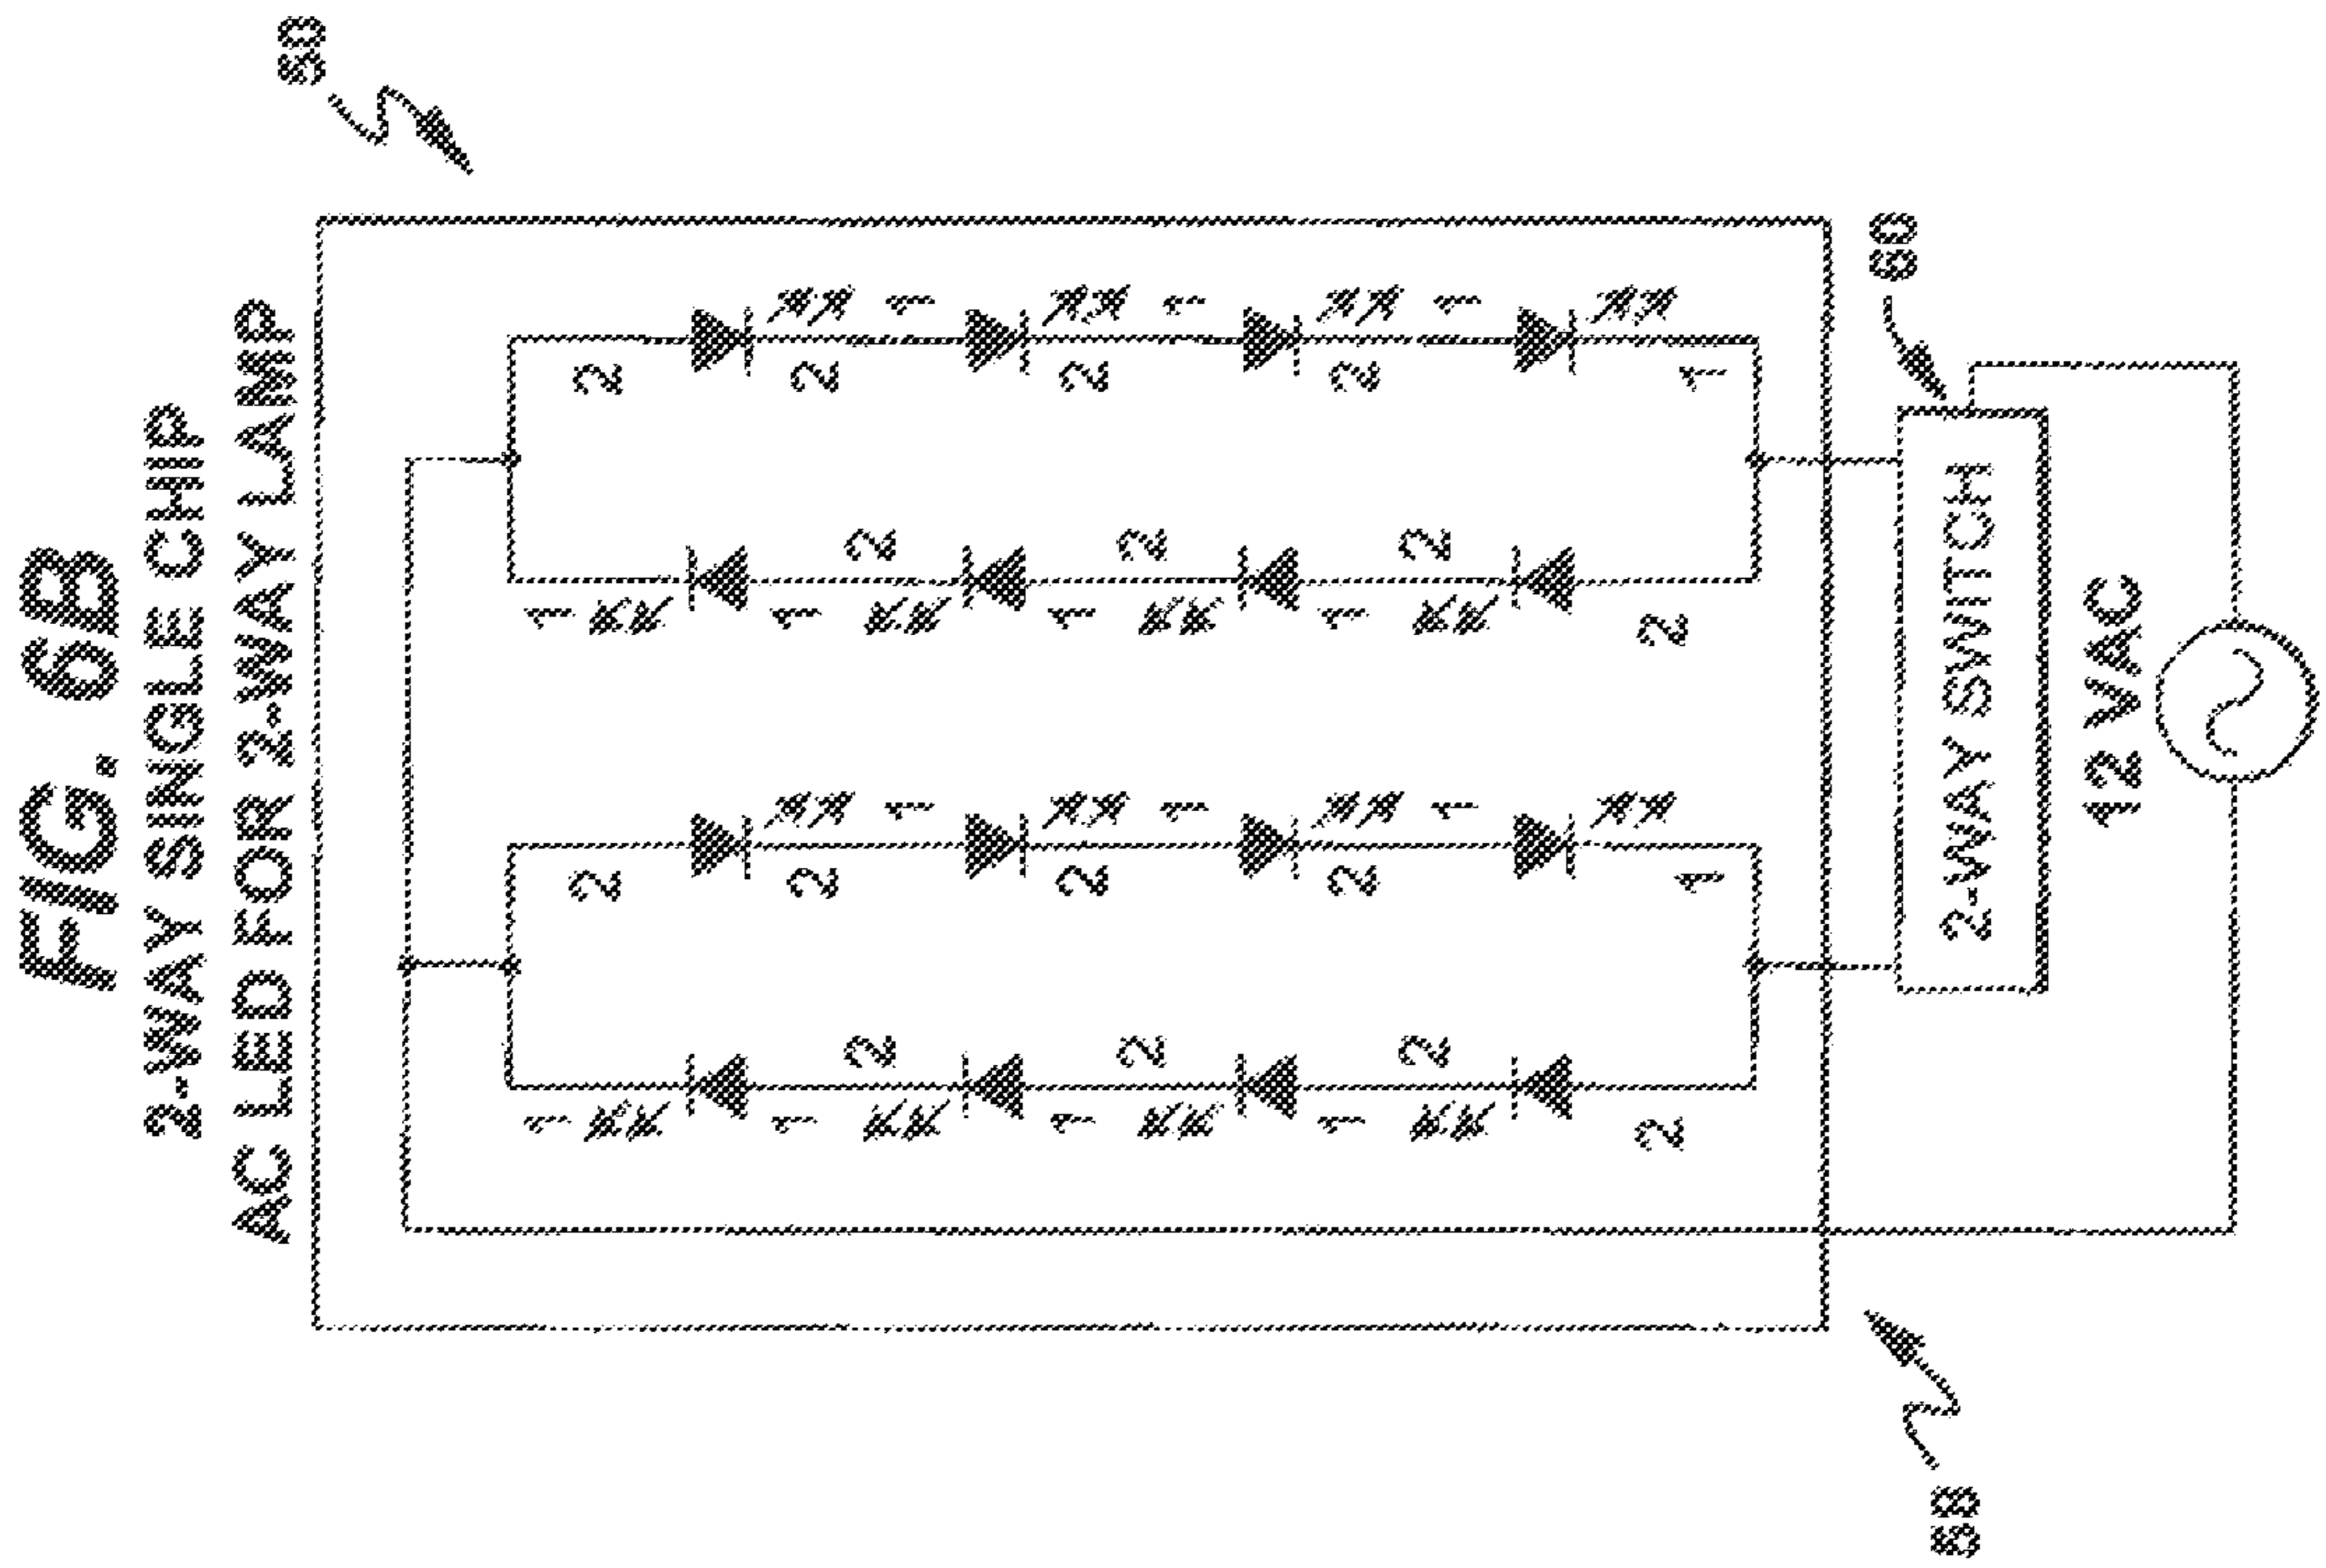 FIG. 6B
2-WAY SINGLE CHIP
AC LED FOR 2-WAY LAMP
50
1 2 1 2
1 2 1 2
2 1 2 1
1 2 1 2
2 1 2 1
1 2 1 2
2 1 2 1
2 1 2 1
60
58
2-WAY SWITCH
12 VAC